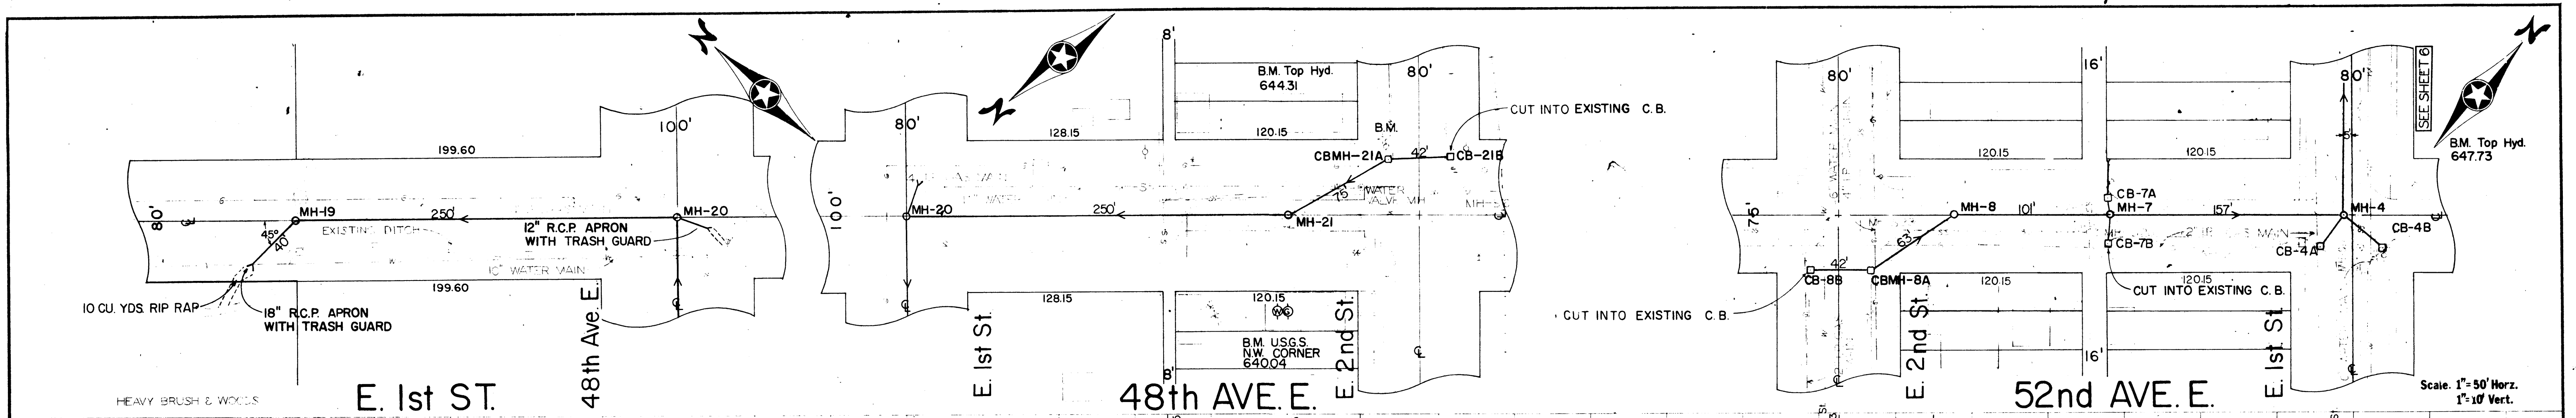 N
199.60
100'
80'
MH-19
250'
MH-20
45°
40
EXISTING DITCH
12" R.C.P. APRON
WITH TRASH GUARD
10" WATER MAIN
199.60
10 CU. YDS. RIP RAP
18" R.C.P. APRON
WITH TRASH GUARD
48th Ave. E.
HEAVY BRUSH & WOODS
E. 1st ST.
N
8'
80'
128.15
B.M. Top Hyd.
644.31
120.15
80'
B.M.
CUT INTO EXISTING C.B.
CBMH-21A
42'
CB-21B
75'
WATER
VALVE MH
100'
MH-20
250'
MH-21
128.15
120.15
B.M. U.S.G.S.
N.W. CORNER
640.04
8'
E. 1st St.
E. 2nd St.
48th AVE. E.
80'
16'
80'
SEE SHEET 6
N
B.M. Top Hyd.
647.73
120.15
120.15
CB-7A
75'
MH-8
101'
MH-7
157'
MH-4
63'
CB-7B
MAIN
CB-4A
CB-4B
42'
CB-8B
CBMH-8A
120.15
120.15
CUT INTO EXISTING C.B.
CUT INTO EXISTING C.B.
16'
E. 2nd St.
E. 1st. St.
52nd AVE. E.
Scale. 1"=50' Horz.
1"=10' Vert.